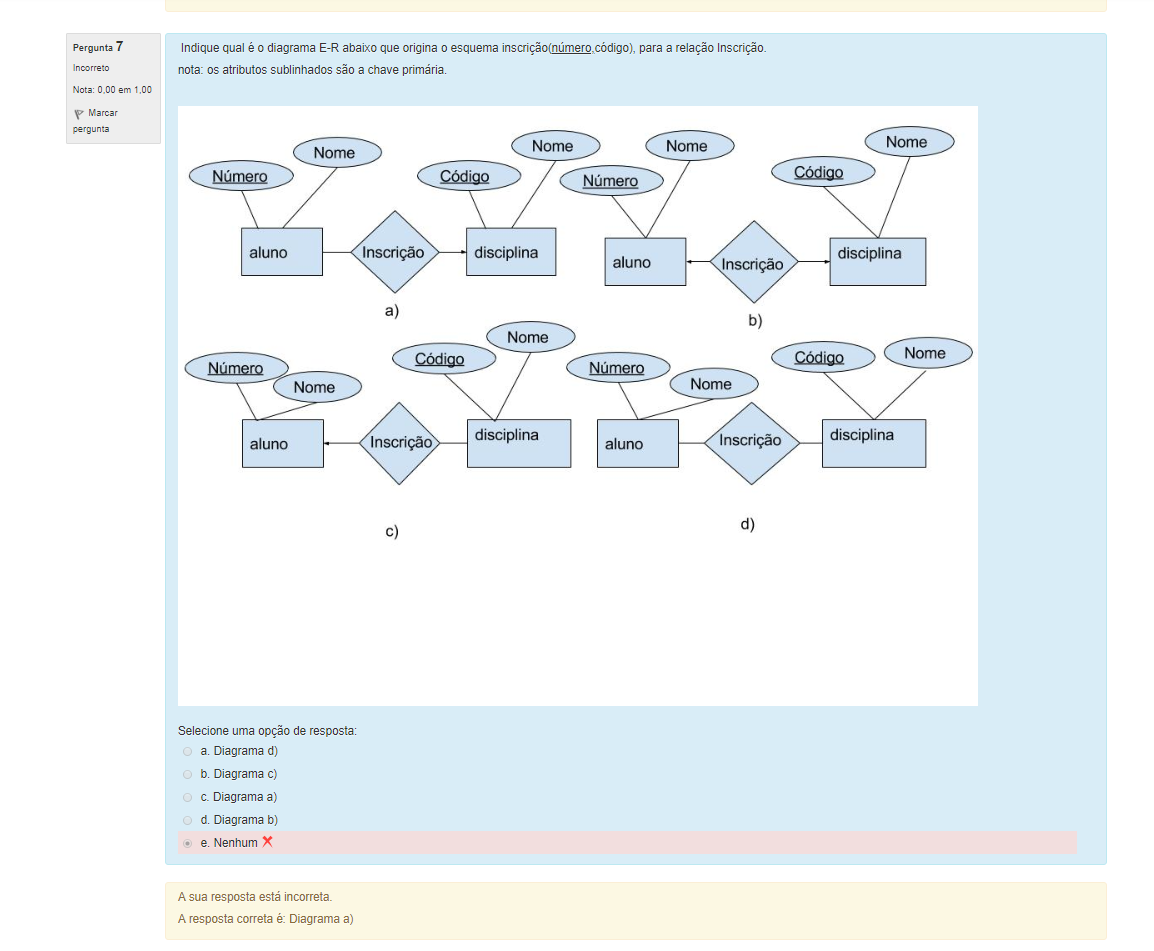 Pergunta 7
Incorreto
Nota: 0,00 em 1,00
Marcar
pergunta
Indique qual é o diagrama E-R abaixo que origina o esquema inscrição(número,código), para a relação Inscrição.
nota: os atributos sublinhados são a chave primária.
Número
Nome
Código
Nome
aluno
Inscrição
disciplina
a)
Número
Nome
Código
Nome
aluno
Inscrição
disciplina
b)
Número
Nome
Código
Nome
aluno
Inscrição
disciplina
c)
Número
Nome
Código
Nome
aluno
Inscrição
disciplina
d)
Selecione uma opção de resposta:
a. Diagrama d)
b. Diagrama c)
c. Diagrama a)
d. Diagrama b)
e. Nenhum
A sua resposta está incorreta.
A resposta correta é: Diagrama a)